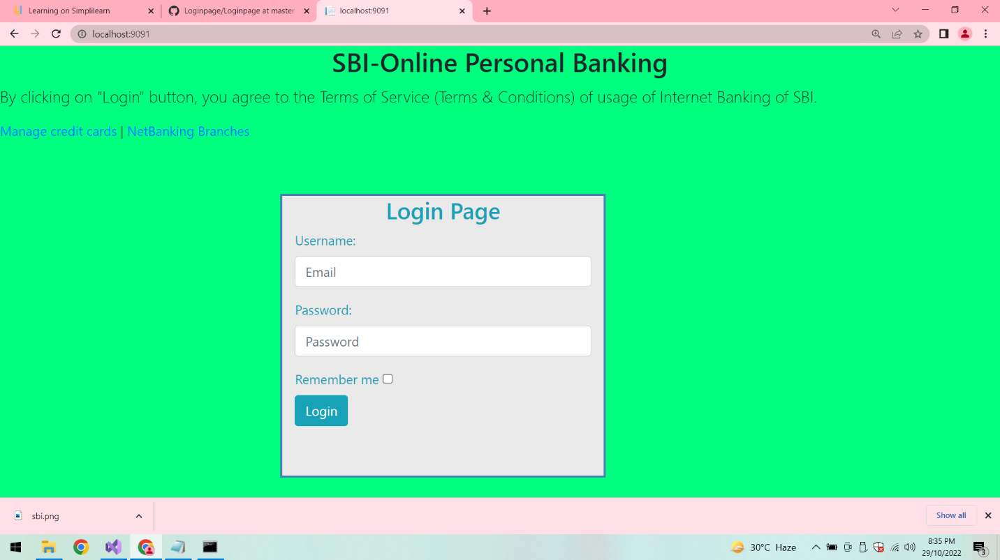 Learning on Simplilearn
Loginpage/Loginpage at master
localhost:9091
localhost:9091
SBI-Online Personal Banking
By clicking on "Login" button, you agree to the Terms of Service (Terms & Conditions) of usage of Internet Banking of SBI.
Manage credit cards | NetBanking Branches
Login Page
Username:
Email
Password:
Password
Remember me
Login
sbi.png
Show all
30°C Haze
8:35 PM
29/10/2022
3